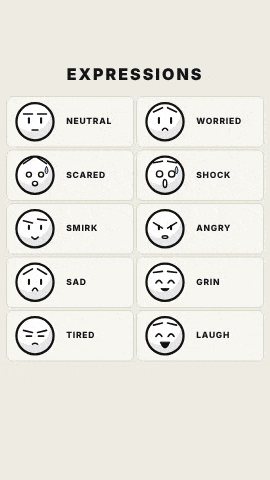 EXPRESSIONS
NEUTRAL
WORRIED
SCARED
SHOCK
SMIRK
ANGRY
SAD
GRIN
TIRED
LAUGH